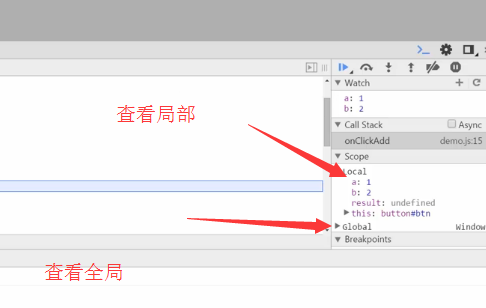 Watch
a: 1
b: 2
Call Stack
Async
onClickAdd demo.js:15
Scope
Local
a: 1
b: 2
result: undefined
this: button#btn
Global Window
Breakpoints
查看局部
查看全局